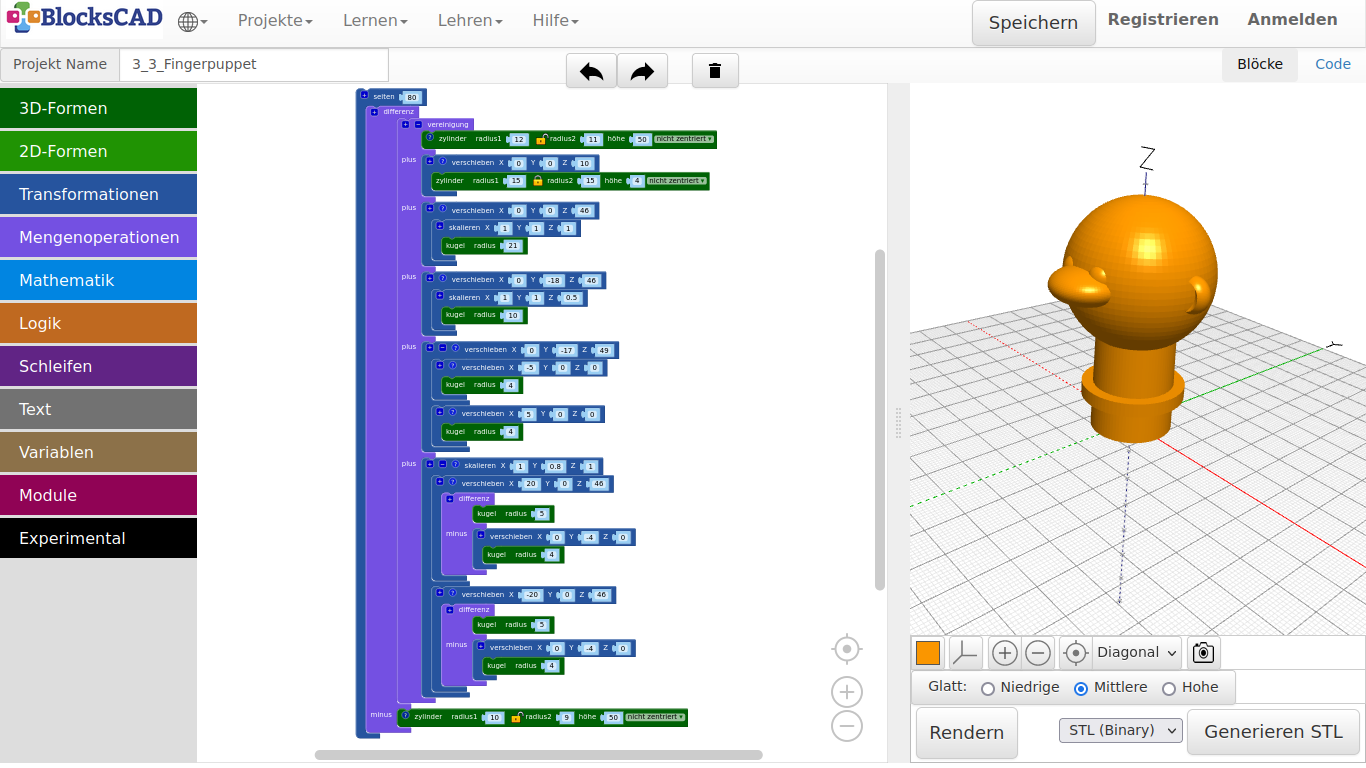 BlocksCAD
Projekte Lernen Lehren Hilfe Speichern Registrieren Anmelden
Projekt Name 3_3_Fingerpuppet Blöcke Code
3D-Formen
2D-Formen
Transformationen
Mengenoperationen
Mathematik
Logik
Schleifen
Text
Variablen
Module
Experimental
seiten 80
differenz
vereinigung
zylinder radius1 12 radius2 11 höhe 50 nicht zentriert
plus verschieben X 0 Y 0 Z 10
zylinder radius1 15 radius2 15 höhe 4 nicht zentriert
plus verschieben X 0 Y 0 Z 46
skalieren X 1 Y 1 Z 1
kugel radius 21
plus verschieben X 0 Y -18 Z 46
skalieren X 1 Y 1 Z 0.5
kugel radius 10
plus verschieben X 0 Y -17 Z 49
verschieben X -5 Y 0 Z 0
kugel radius 4
verschieben X 5 Y 0 Z 0
kugel radius 4
plus skalieren X 1 Y 0.8 Z 1
verschieben X 20 Y 0 Z 46
differenz
kugel radius 5
minus verschieben X 0 Y -4 Z 0
kugel radius 4
verschieben X -20 Y 0 Z 46
differenz
kugel radius 5
minus verschieben X 0 Y -4 Z 0
kugel radius 4
minus zylinder radius1 10 radius2 9 höhe 50 nicht zentriert
Z
Y
Diagonal
Glatt: Niedrige Mittlere Hohe
Rendern STL (Binary) Generieren STL